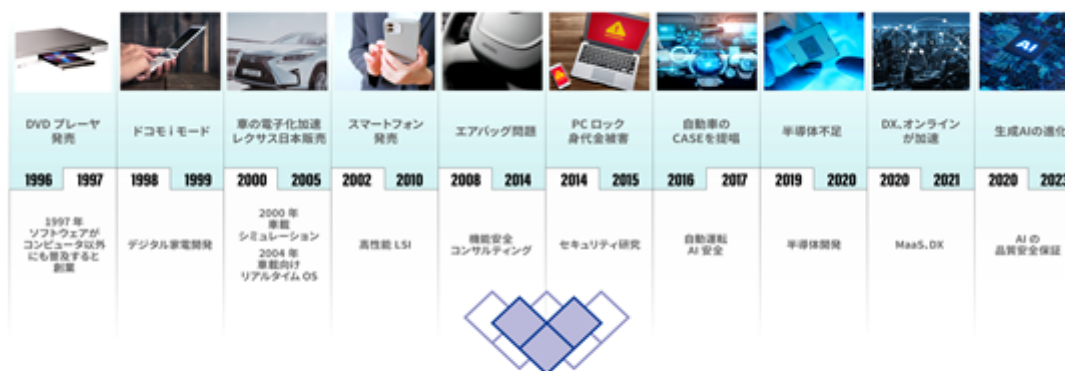 DVD プレーヤ
発売
ドコモ i モード
車の電子化加速
レクサス日本販売
スマートフォン
発売
エアバッグ問題
PC ロック
身代金被害
自動車の
CASEを提唱
半導体不足
DX、オンライン
が加速
生成AIの進化
1996 1997
1998 1999
2000 2005
2002 2010
2008 2014
2014 2015
2016 2017
2019 2020
2020 2021
2020 2023
1997 年
ソフトウェアが
コンピュータ以外
にも普及すると
創業
デジタル家電開発
2000 年
車載
シミュレーション
2004 年
車載向け
リアルタイム OS
高性能 LSI
機能安全
コンサルティング
セキュリティ研究
自動運転
AI 安全
半導体開発
MaaS、DX
AI の
品質安全保証
AI